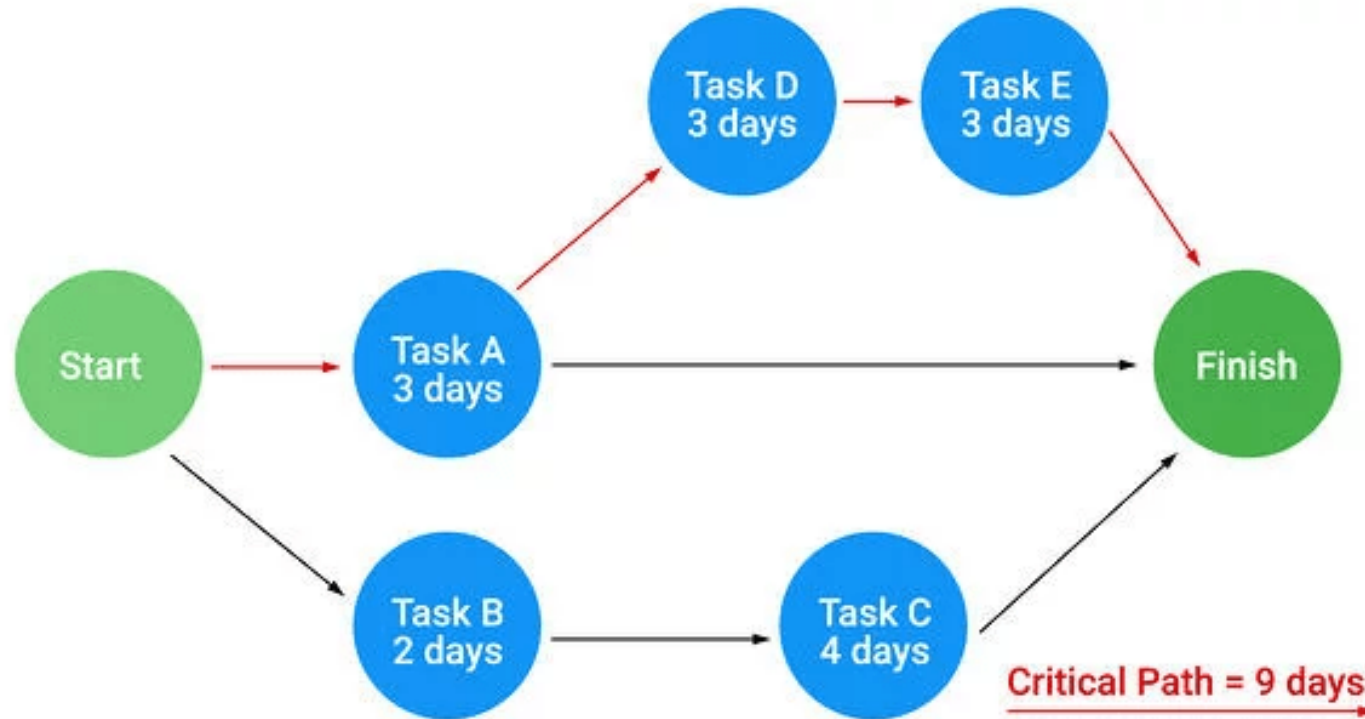 Task D
3 days
Task E
3 days
Start
Task A
3 days
Finish
Task B
2 days
Task C
4 days
Critical Path = 9 days